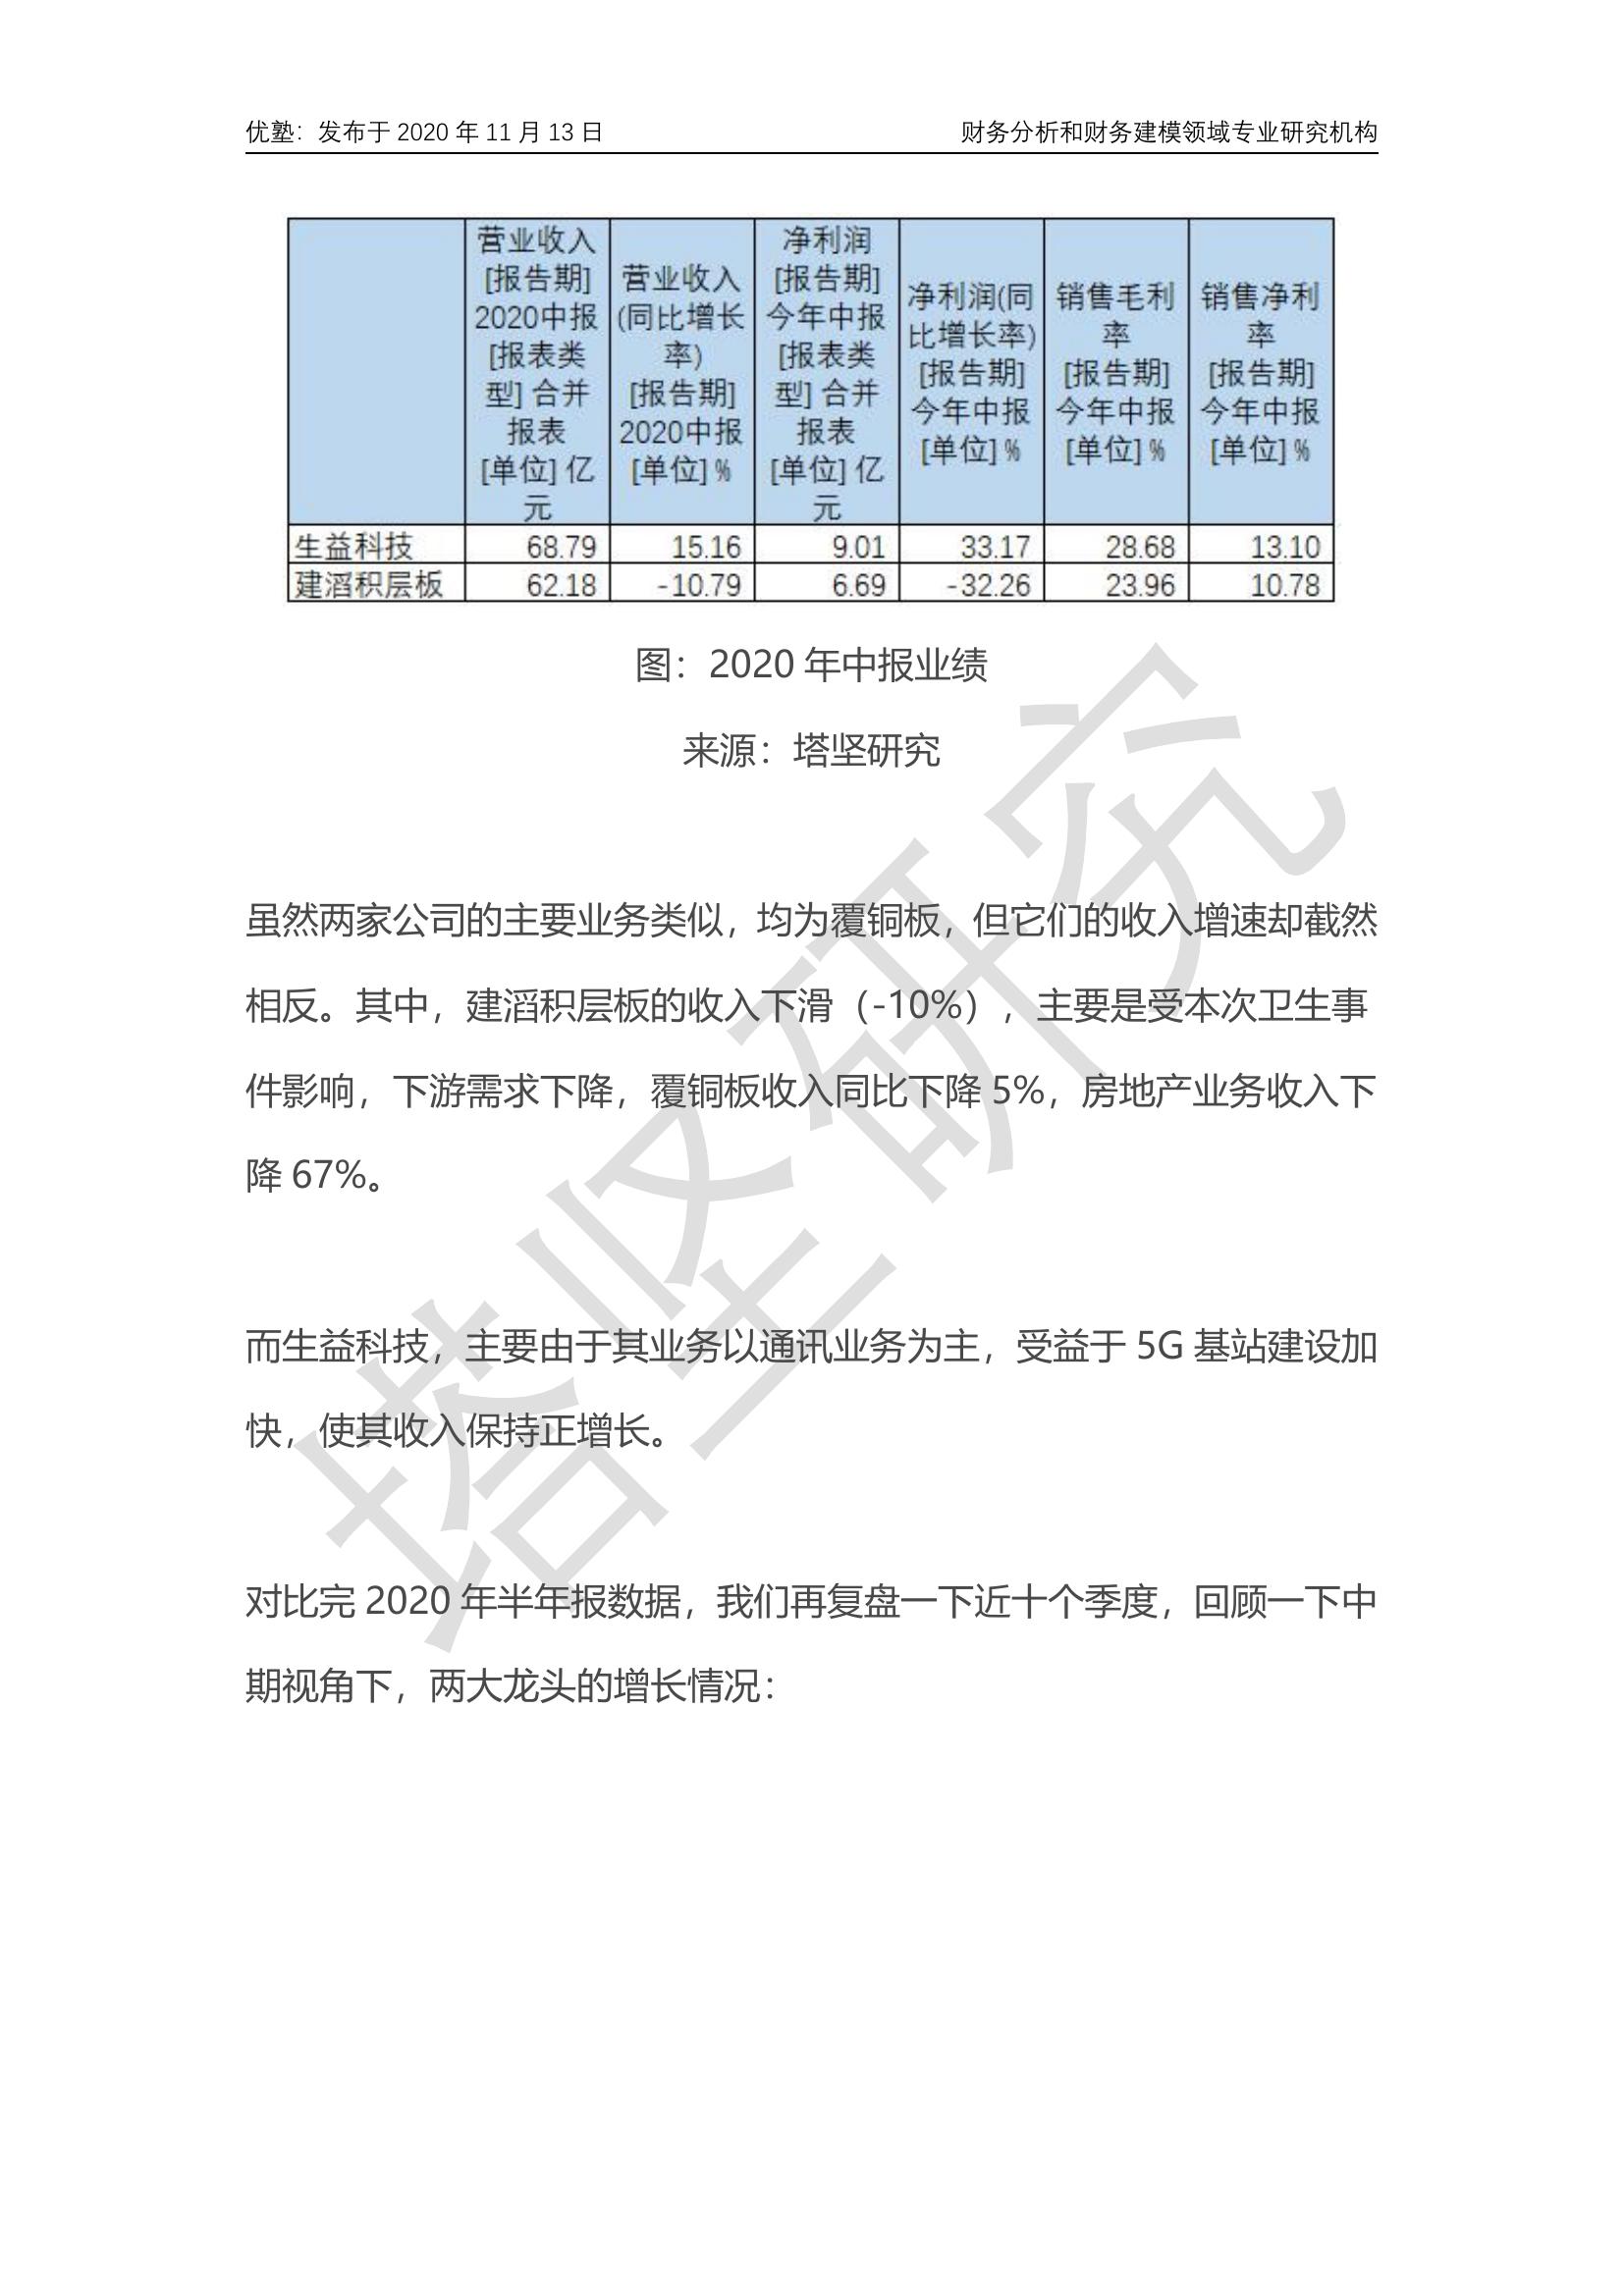 优塾：发布于 2020 年 11 月 13 日
财务分析和财务建模领域专业研究机构
营业收入
[报告期]
2020中报
[报表类
型] 合并
报表
[单位] 亿
元
营业收入
(同比增长
率)
[报告期]
2020中报
[单位] %
净利润
[报告期]
今年中报
[报表类
型] 合并
报表
[单位] 亿
元
净利润(同
比增长率)
[报告期]
今年中报
[单位] %
销售毛利
率
[报告期]
今年中报
[单位] %
销售净利
率
[报告期]
今年中报
[单位] %
生益科技 68.79 15.16 9.01 33.17 28.68 13.10
建滔积层板 62.18 -10.79 6.69 -32.26 23.96 10.78
图：2020 年中报业绩
来源：塔坚研究
虽然两家公司的主要业务类似，均为覆铜板，但它们的收入增速却截然
相反。其中，建滔积层板的收入下滑（-10%），主要是受本次卫生事
件影响，下游需求下降，覆铜板收入同比下降 5%，房地产业务收入下
降 67%。
而生益科技，主要由于其业务以通讯业务为主，受益于 5G 基站建设加
快，使其收入保持正增长。
对比完 2020 年半年报数据，我们再复盘一下近十个季度，回顾一下中
期视角下，两大龙头的增长情况：
塔坚研究